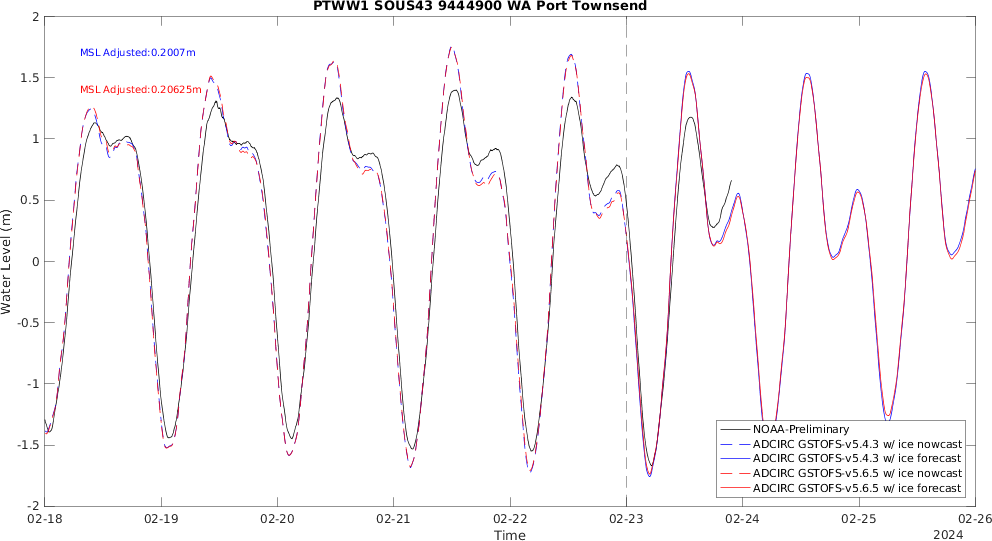 PTWW1 SOUS43 9444900 WA Port Townsend
MSL Adjusted:0.2007m
MSL Adjusted:0.20625m
Water Level (m)
2
1.5
1
0.5
0
-0.5
-1
-1.5
-2
NOAA-Preliminary
ADCIRC GSTOFS-v5.4.3 w/ ice nowcast
ADCIRC GSTOFS-v5.4.3 w/ ice forecast
ADCIRC GSTOFS-v5.6.5 w/ ice nowcast
ADCIRC GSTOFS-v5.6.5 w/ ice forecast
02-18 02-19 02-20 02-21 02-22 02-23 02-24 02-25 02-26
Time
2024